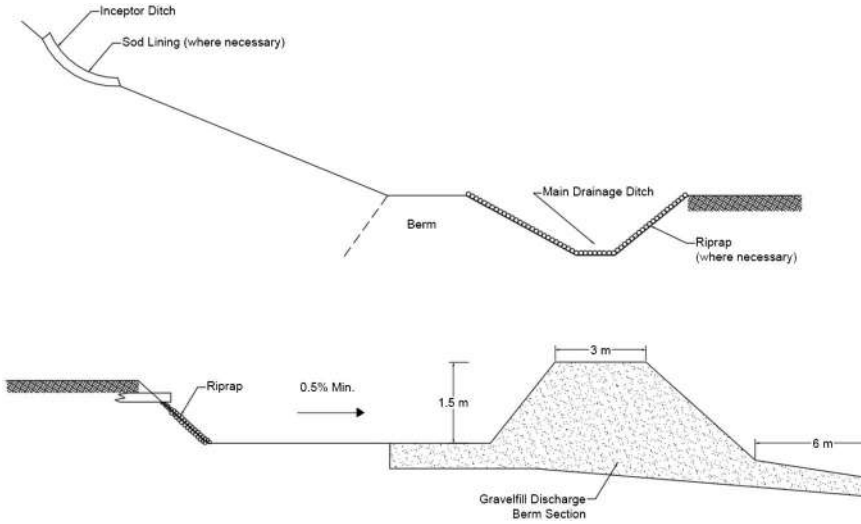 Inceptor Ditch
Sod Lining (where necessary)
Main Drainage Ditch
Berm
Riprap
(where necessary)
3 m
Riprap
0.5% Min.
1.5 m
6 m
Gravelfill Discharge
Berm Section